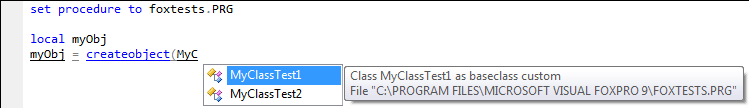 set procedure to foxtests.PRG
local myObj
myObj = createobject(MyC
MyClassTest1
MyClassTest2
Class MyClassTest1 as baseclass custom
File "C:\PROGRAM FILES\MICROSOFT VISUAL FOXPRO 9\FOXTESTS.PRG"